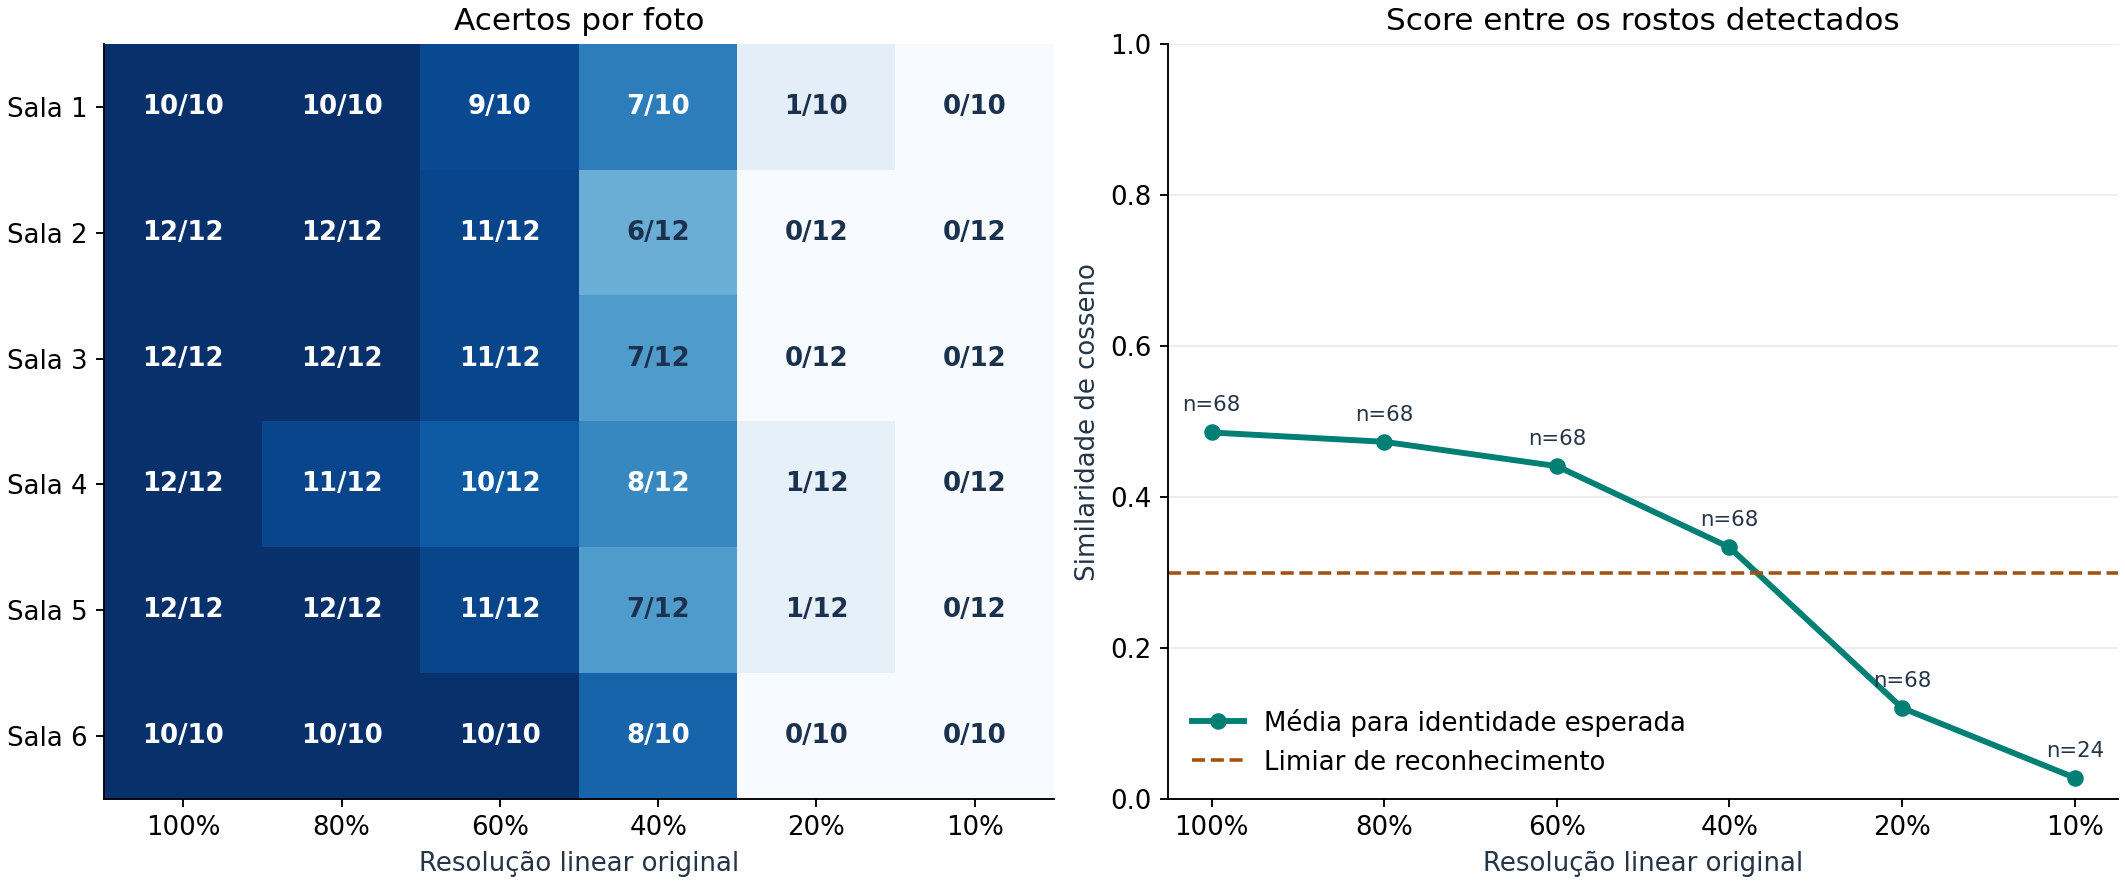 Acertos por foto
Sala 1 10/10 10/10 9/10 7/10 1/10 0/10
Sala 2 12/12 12/12 11/12 6/12 0/12 0/12
Sala 3 12/12 12/12 11/12 7/12 0/12 0/12
Sala 4 12/12 11/12 10/12 8/12 1/12 0/12
Sala 5 12/12 12/12 11/12 7/12 1/12 0/12
Sala 6 10/10 10/10 10/10 8/10 0/10 0/10
100% 80% 60% 40% 20% 10%
Resolução linear original
Score entre os rostos detectados
Similaridade de cosseno
1.0
0.8
0.6
0.4
0.2
0.0
n=68
n=68
n=68
n=68
n=68
n=24
Média para identidade esperada
Limiar de reconhecimento
100% 80% 60% 40% 20% 10%
Resolução linear original